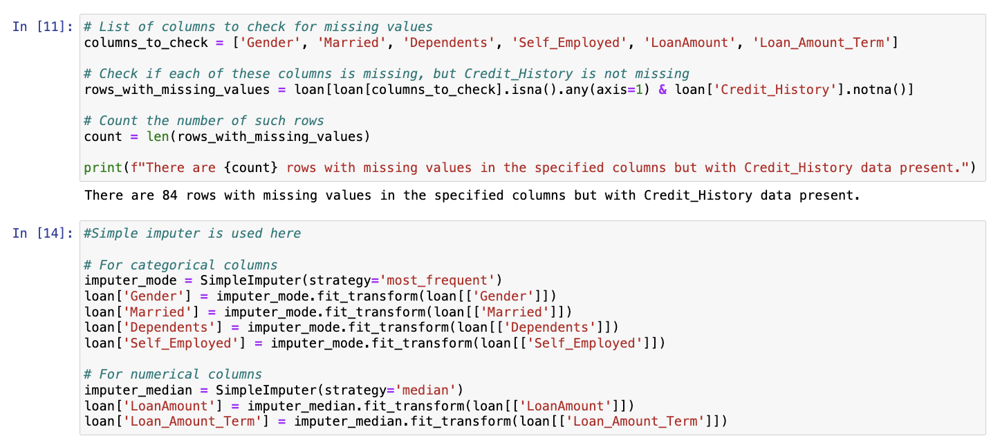 In [11]:
# List of columns to check for missing values
columns_to_check = ['Gender', 'Married', 'Dependents', 'Self_Employed', 'LoanAmount', 'Loan_Amount_Term']
# Check if each of these columns is missing, but Credit_History is not missing
rows_with_missing_values = loan[loan[columns_to_check].isna().any(axis=1) & loan['Credit_History'].notna()]
# Count the number of such rows
count = len(rows_with_missing_values)
print(f"There are {count} rows with missing values in the specified columns but with Credit_History data present.")
There are 84 rows with missing values in the specified columns but with Credit_History data present.
In [14]:
#Simple imputer is used here
# For categorical columns
imputer_mode = SimpleImputer(strategy='most_frequent')
loan['Gender'] = imputer_mode.fit_transform(loan[['Gender']])
loan['Married'] = imputer_mode.fit_transform(loan[['Married']])
loan['Dependents'] = imputer_mode.fit_transform(loan[['Dependents']])
loan['Self_Employed'] = imputer_mode.fit_transform(loan[['Self_Employed']])
# For numerical columns
imputer_median = SimpleImputer(strategy='median')
loan['LoanAmount'] = imputer_median.fit_transform(loan[['LoanAmount']])
loan['Loan_Amount_Term'] = imputer_median.fit_transform(loan[['Loan_Amount_Term']])